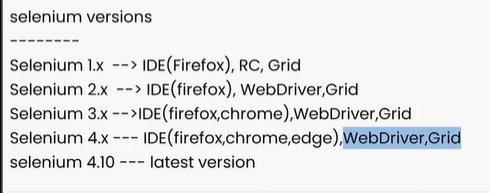 selenium versions
--------
Selenium 1.x --> IDE(Firefox), RC, Grid
Selenium 2.x --> IDE(firefox), WebDriver,Grid
Selenium 3.x -->IDE(firefox,chrome),WebDriver,Grid
Selenium 4.x --- IDE(firefox,chrome,edge),WebDriver,Grid
selenium 4.10 --- latest version